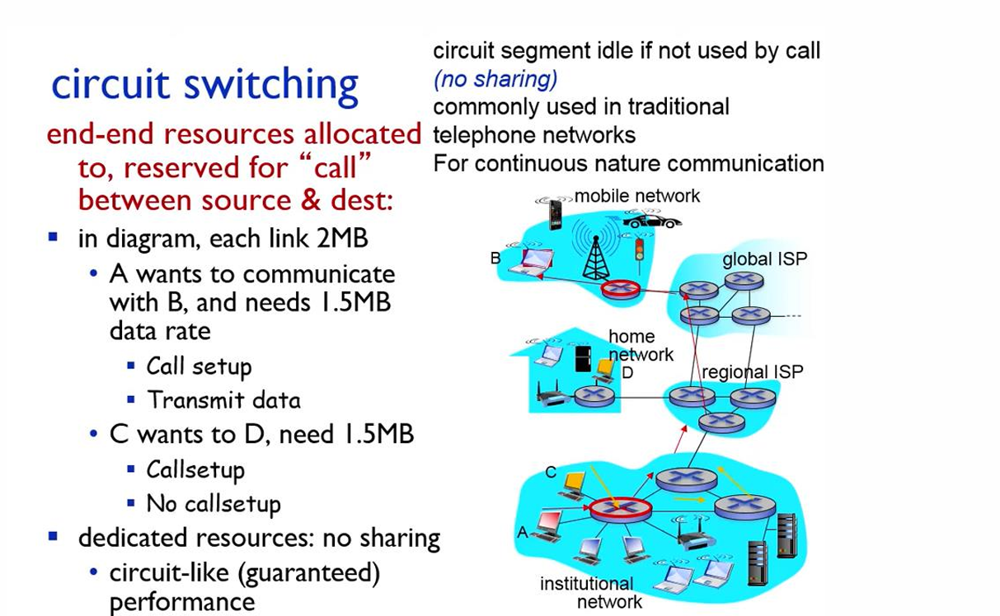 circuit switching
end-end resources allocated
to, reserved for “call”
between source & dest:
▪ in diagram, each link 2MB
• A wants to communicate
with B, and needs 1.5MB
data rate
▪ Call setup
▪ Transmit data
• C wants to D, need 1.5MB
▪ Callsetup
▪ No callsetup
▪ dedicated resources: no sharing
• circuit-like (guaranteed)
performance
circuit segment idle if not used by call
(no sharing)
commonly used in traditional
telephone networks
For continuous nature communication
mobile network
B
global ISP
home
network
D
regional ISP
C
A
institutional
network